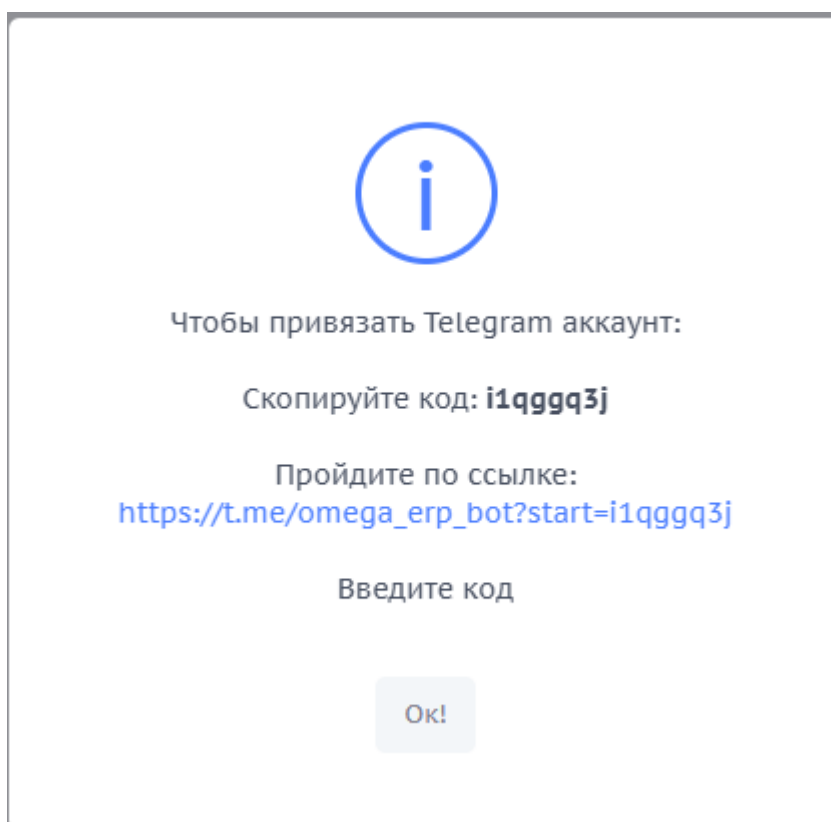 i
Чтобы привязать Telegram аккаунт:
Скопируйте код: i1qggq3j
Пройдите по ссылке:
https://t.me/omega_erp_bot?start=i1qggq3j
Введите код
Ок!